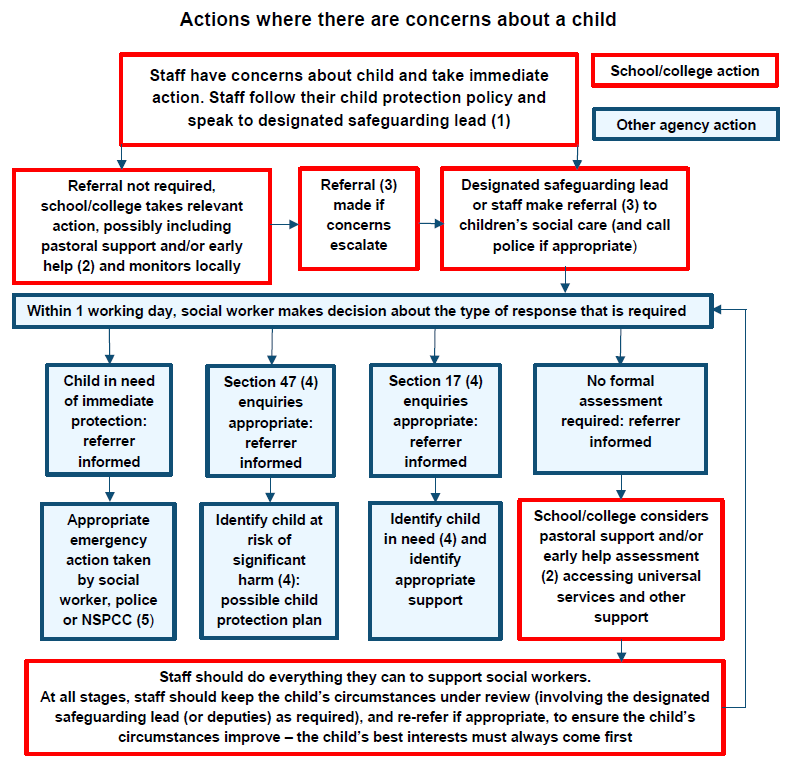 Actions where there are concerns about a child
Staff have concerns about child and take immediate
action. Staff follow their child protection policy and
speak to designated safeguarding lead (1)
School/college action
Other agency action
Referral not required,
school/college takes relevant
action, possibly including
pastoral support and/or early
help (2) and monitors locally
Referral (3)
made if
concerns
escalate
Designated safeguarding lead
or staff make referral (3) to
children’s social care (and call
police if appropriate)
Within 1 working day, social worker makes decision about the type of response that is required
Child in need
of immediate
protection:
referrer
informed
Section 47 (4)
enquiries
appropriate:
referrer
informed
Section 17 (4)
enquiries
appropriate:
referrer
informed
No formal
assessment
required: referrer
informed
Appropriate
emergency
action taken
by social
worker, police
or NSPCC (5)
Identify child at
risk of
significant
harm (4):
possible child
protection plan
Identify child
in need (4) and
identify
appropriate
support
School/college considers
pastoral support and/or
early help assessment
(2) accessing universal
services and other
support
Staff should do everything they can to support social workers.
At all stages, staff should keep the child’s circumstances under review (involving the designated
safeguarding lead (or deputies) as required), and re-refer if appropriate, to ensure the child’s
circumstances improve – the child’s best interests must always come first